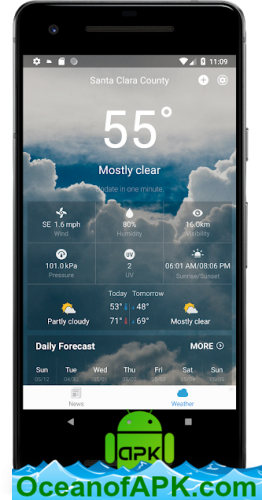 11:09
Santa Clara County
55°
Mostly clear
update in one minute
SE 1.6 mph
80%
16.0km
Wind
Humidity
Visibility
UV
101.0 kPa
2
06:01 AM/08:06 PM
Pressure
UV
Sunrise/Sunset
Today Tomorrow
53° ↓ 48°
Partly cloudy
71° ↓ 69°
Mostly clear
Daily Forecast
MORE
Sun Mon Tue Wed Thu Fri Sat Sun
05/12
News
Weather
apk
OceanofAPK.com